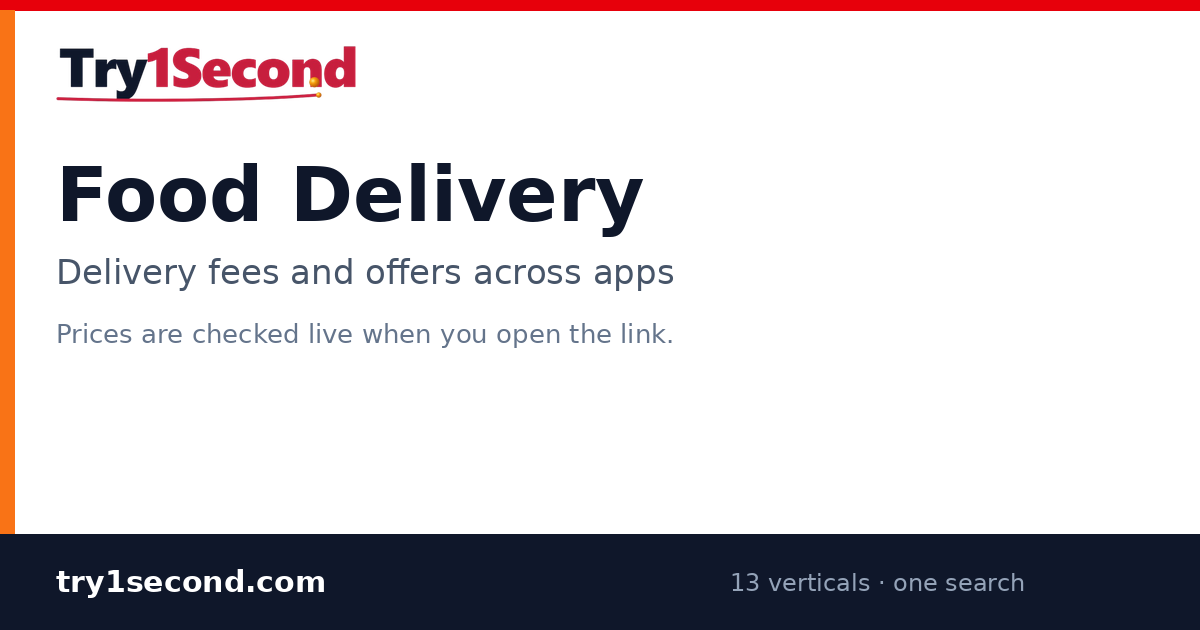 Try1Second
Food Delivery
Delivery fees and offers across apps
Prices are checked live when you open the link.
try1second.com
13 verticals · one search